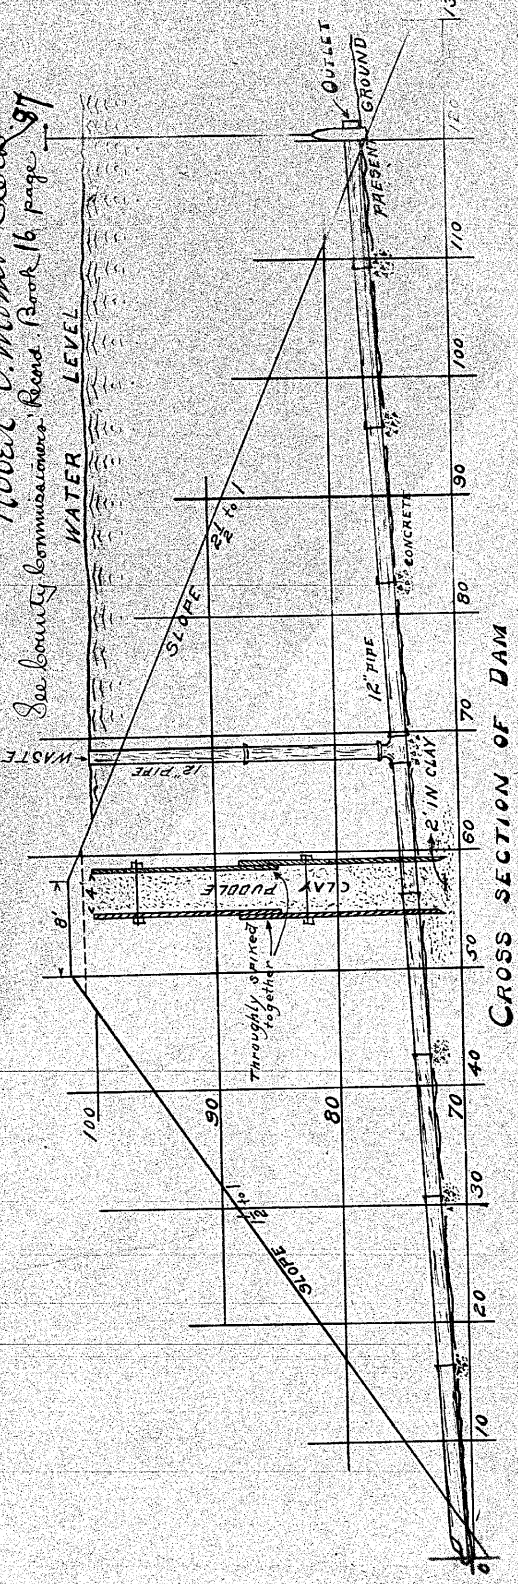 See County Commissioners Record Book 16 page 87
WATER LEVEL
WASTE
OUTLET
PRESENT GROUND
8'
4'
SLOPE
2½ to 1
12" PIPE
12" PIPE
CONCRETE
CLAY
PUDDLE
2' IN CLAY
Throughly spiked
together
SLOPE
1½ to 1
100
90
80
70
0
10
20
30
40
50
60
70
80
90
100
110
12
13
CROSS SECTION OF DAM